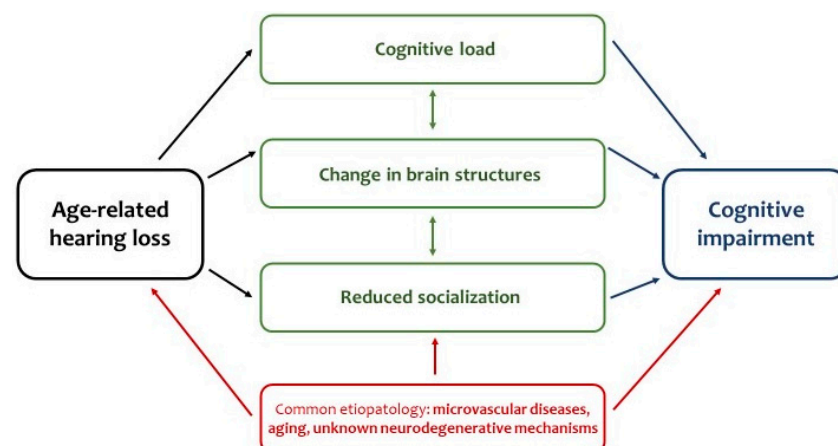 Cognitive load
Change in brain structures
Age-related
hearing loss
Cognitive
impairment
Reduced socialization
Common etiopatology: microvascular diseases,
aging, unknown neurodegenerative mechanisms